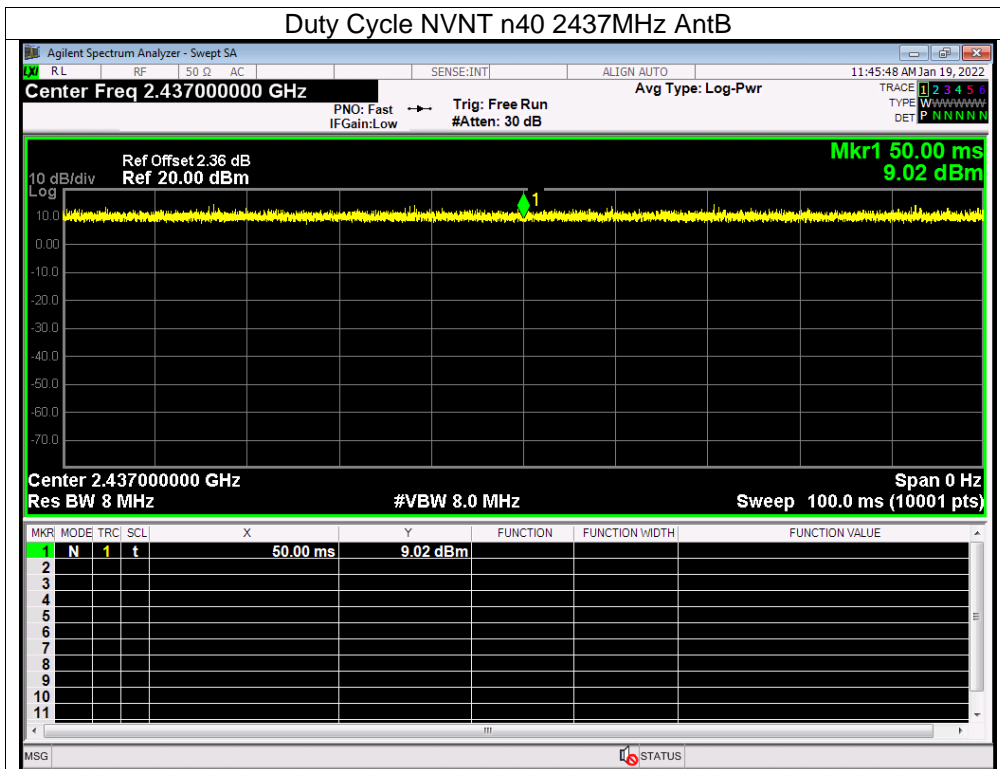 Duty Cycle NVNT n40 2437MHz AntB
Agilent Spectrum Analyzer - Swept SA
LXI RL RF 50 Ω AC SENSE:INT ALIGN AUTO 11:45:48 AM Jan 19, 2022
Center Freq 2.437000000 GHz Avg Type: Log-Pwr TRACE 1 2 3 4 5 6
PNO: Fast Trig: Free Run TYPE WWWWWW
IFGain:Low #Atten: 30 dB DET P N N N N N
Mkr1 50.00 ms
Ref Offset 2.36 dB
10 dB/div Ref 20.00 dBm 9.02 dBm
Log
1
10.0
0.00
-10.0
-20.0
-30.0
-40.0
-50.0
-60.0
-70.0
Center 2.437000000 GHz Span 0 Hz
Res BW 8 MHz #VBW 8.0 MHz Sweep 100.0 ms (10001 pts)
MKR MODE TRC SCL X Y FUNCTION FUNCTION WIDTH FUNCTION VALUE
1 N 1 t 50.00 ms 9.02 dBm
2
3
4
5
6
7
8
9
10
11
MSG STATUS